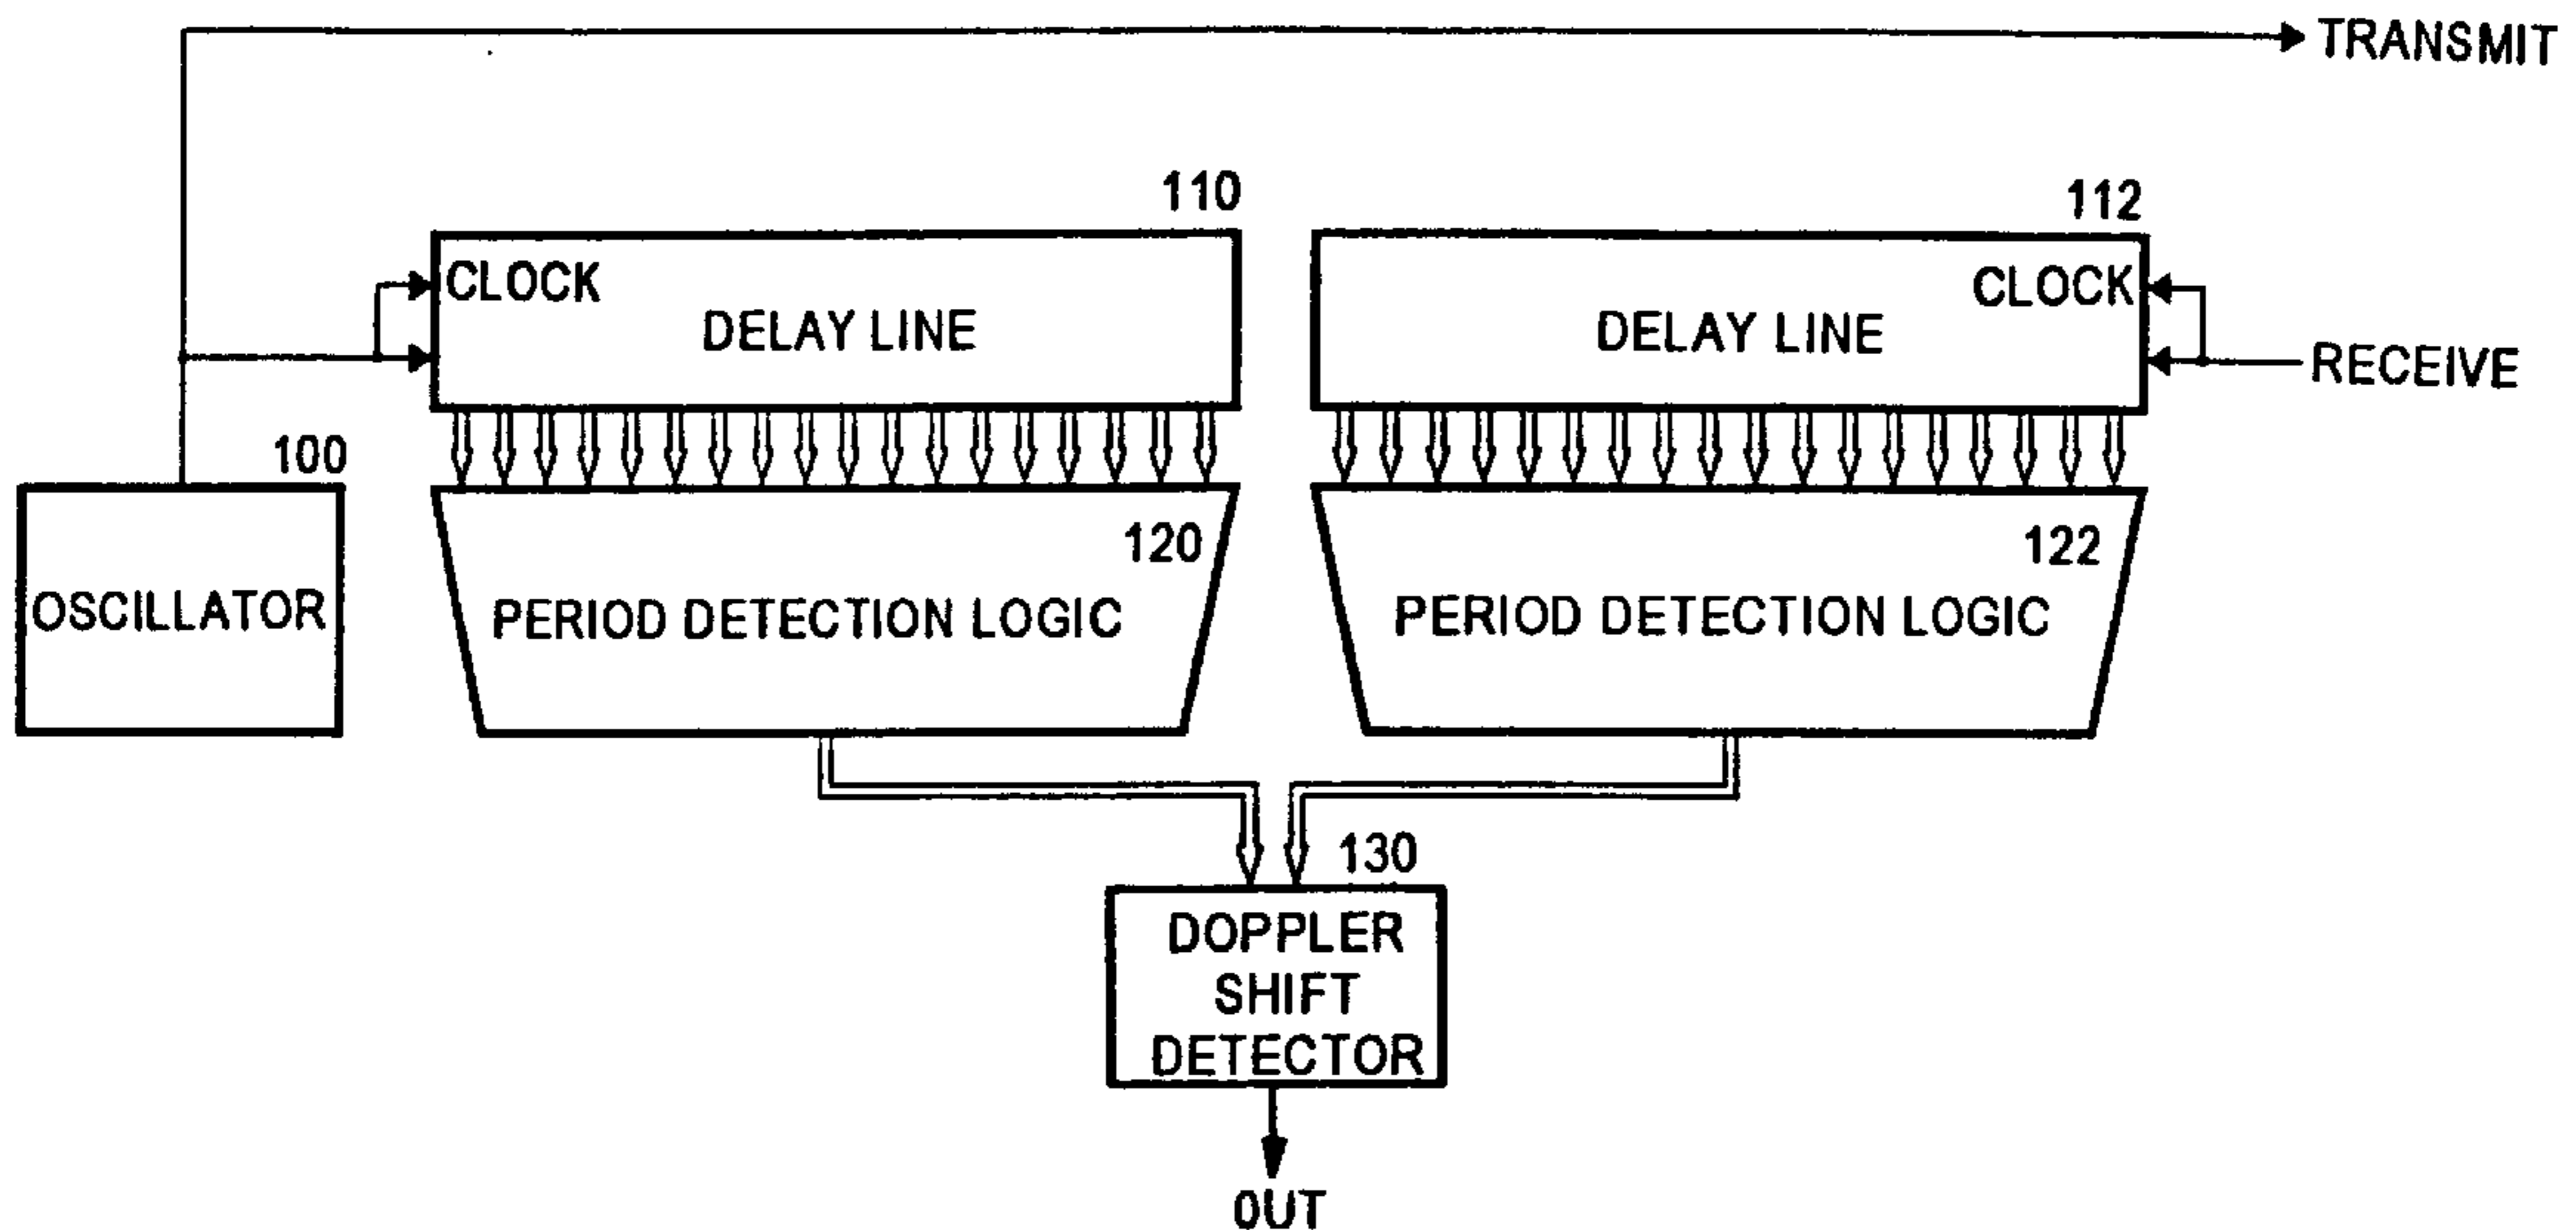 TRANSMIT
110
112
CLOCK
DELAY LINE
CLOCK
DELAY LINE
RECEIVE
100
OSCILLATOR
120
PERIOD DETECTION LOGIC
122
PERIOD DETECTION LOGIC
130
DOPPLER
SHIFT
DETECTOR
OUT